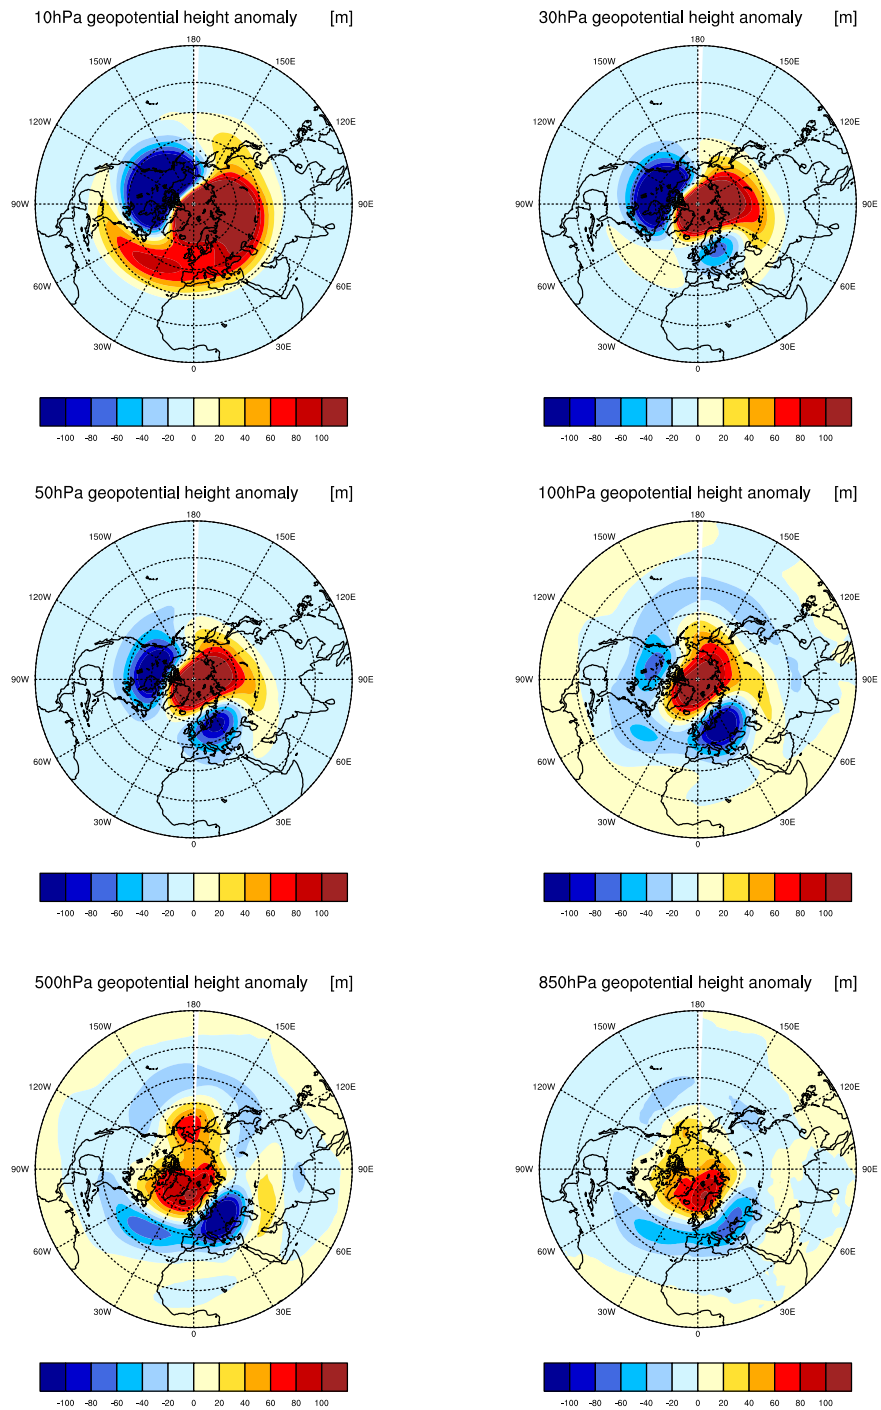 10hPa geopotential height anomaly [m]
30hPa geopotential height anomaly [m]
180
180
150W 150E
150W 150E
120W 120E
120W 120E
90W 90E
90W 90E
60W 60E
60W 60E
30W 30E
30W 30E
0
0
-100 -80 -60 -40 -20 0 20 40 60 80 100
-100 -80 -60 -40 -20 0 20 40 60 80 100
50hPa geopotential height anomaly [m]
100hPa geopotential height anomaly [m]
180
180
150W 150E
150W 150E
120W 120E
120W 120E
90W 90E
90W 90E
60W 60E
60W 60E
30W 30E
30W 30E
0
0
-100 -80 -60 -40 -20 0 20 40 60 80 100
-100 -80 -60 -40 -20 0 20 40 60 80 100
500hPa geopotential height anomaly [m]
850hPa geopotential height anomaly [m]
180
180
150W 150E
150W 150E
120W 120E
120W 120E
90W 90E
90W 90E
60W 60E
60W 60E
30W 30E
30W 30E
0
0
-100 -80 -60 -40 -20 0 20 40 60 80 100
-100 -80 -60 -40 -20 0 20 40 60 80 100